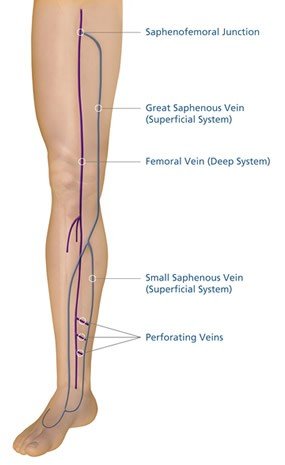 Saphenofemoral Junction
Great Saphenous Vein
(Superficial System)
Femoral Vein (Deep System)
Small Saphenous Vein
(Superficial System)
Perforating Veins